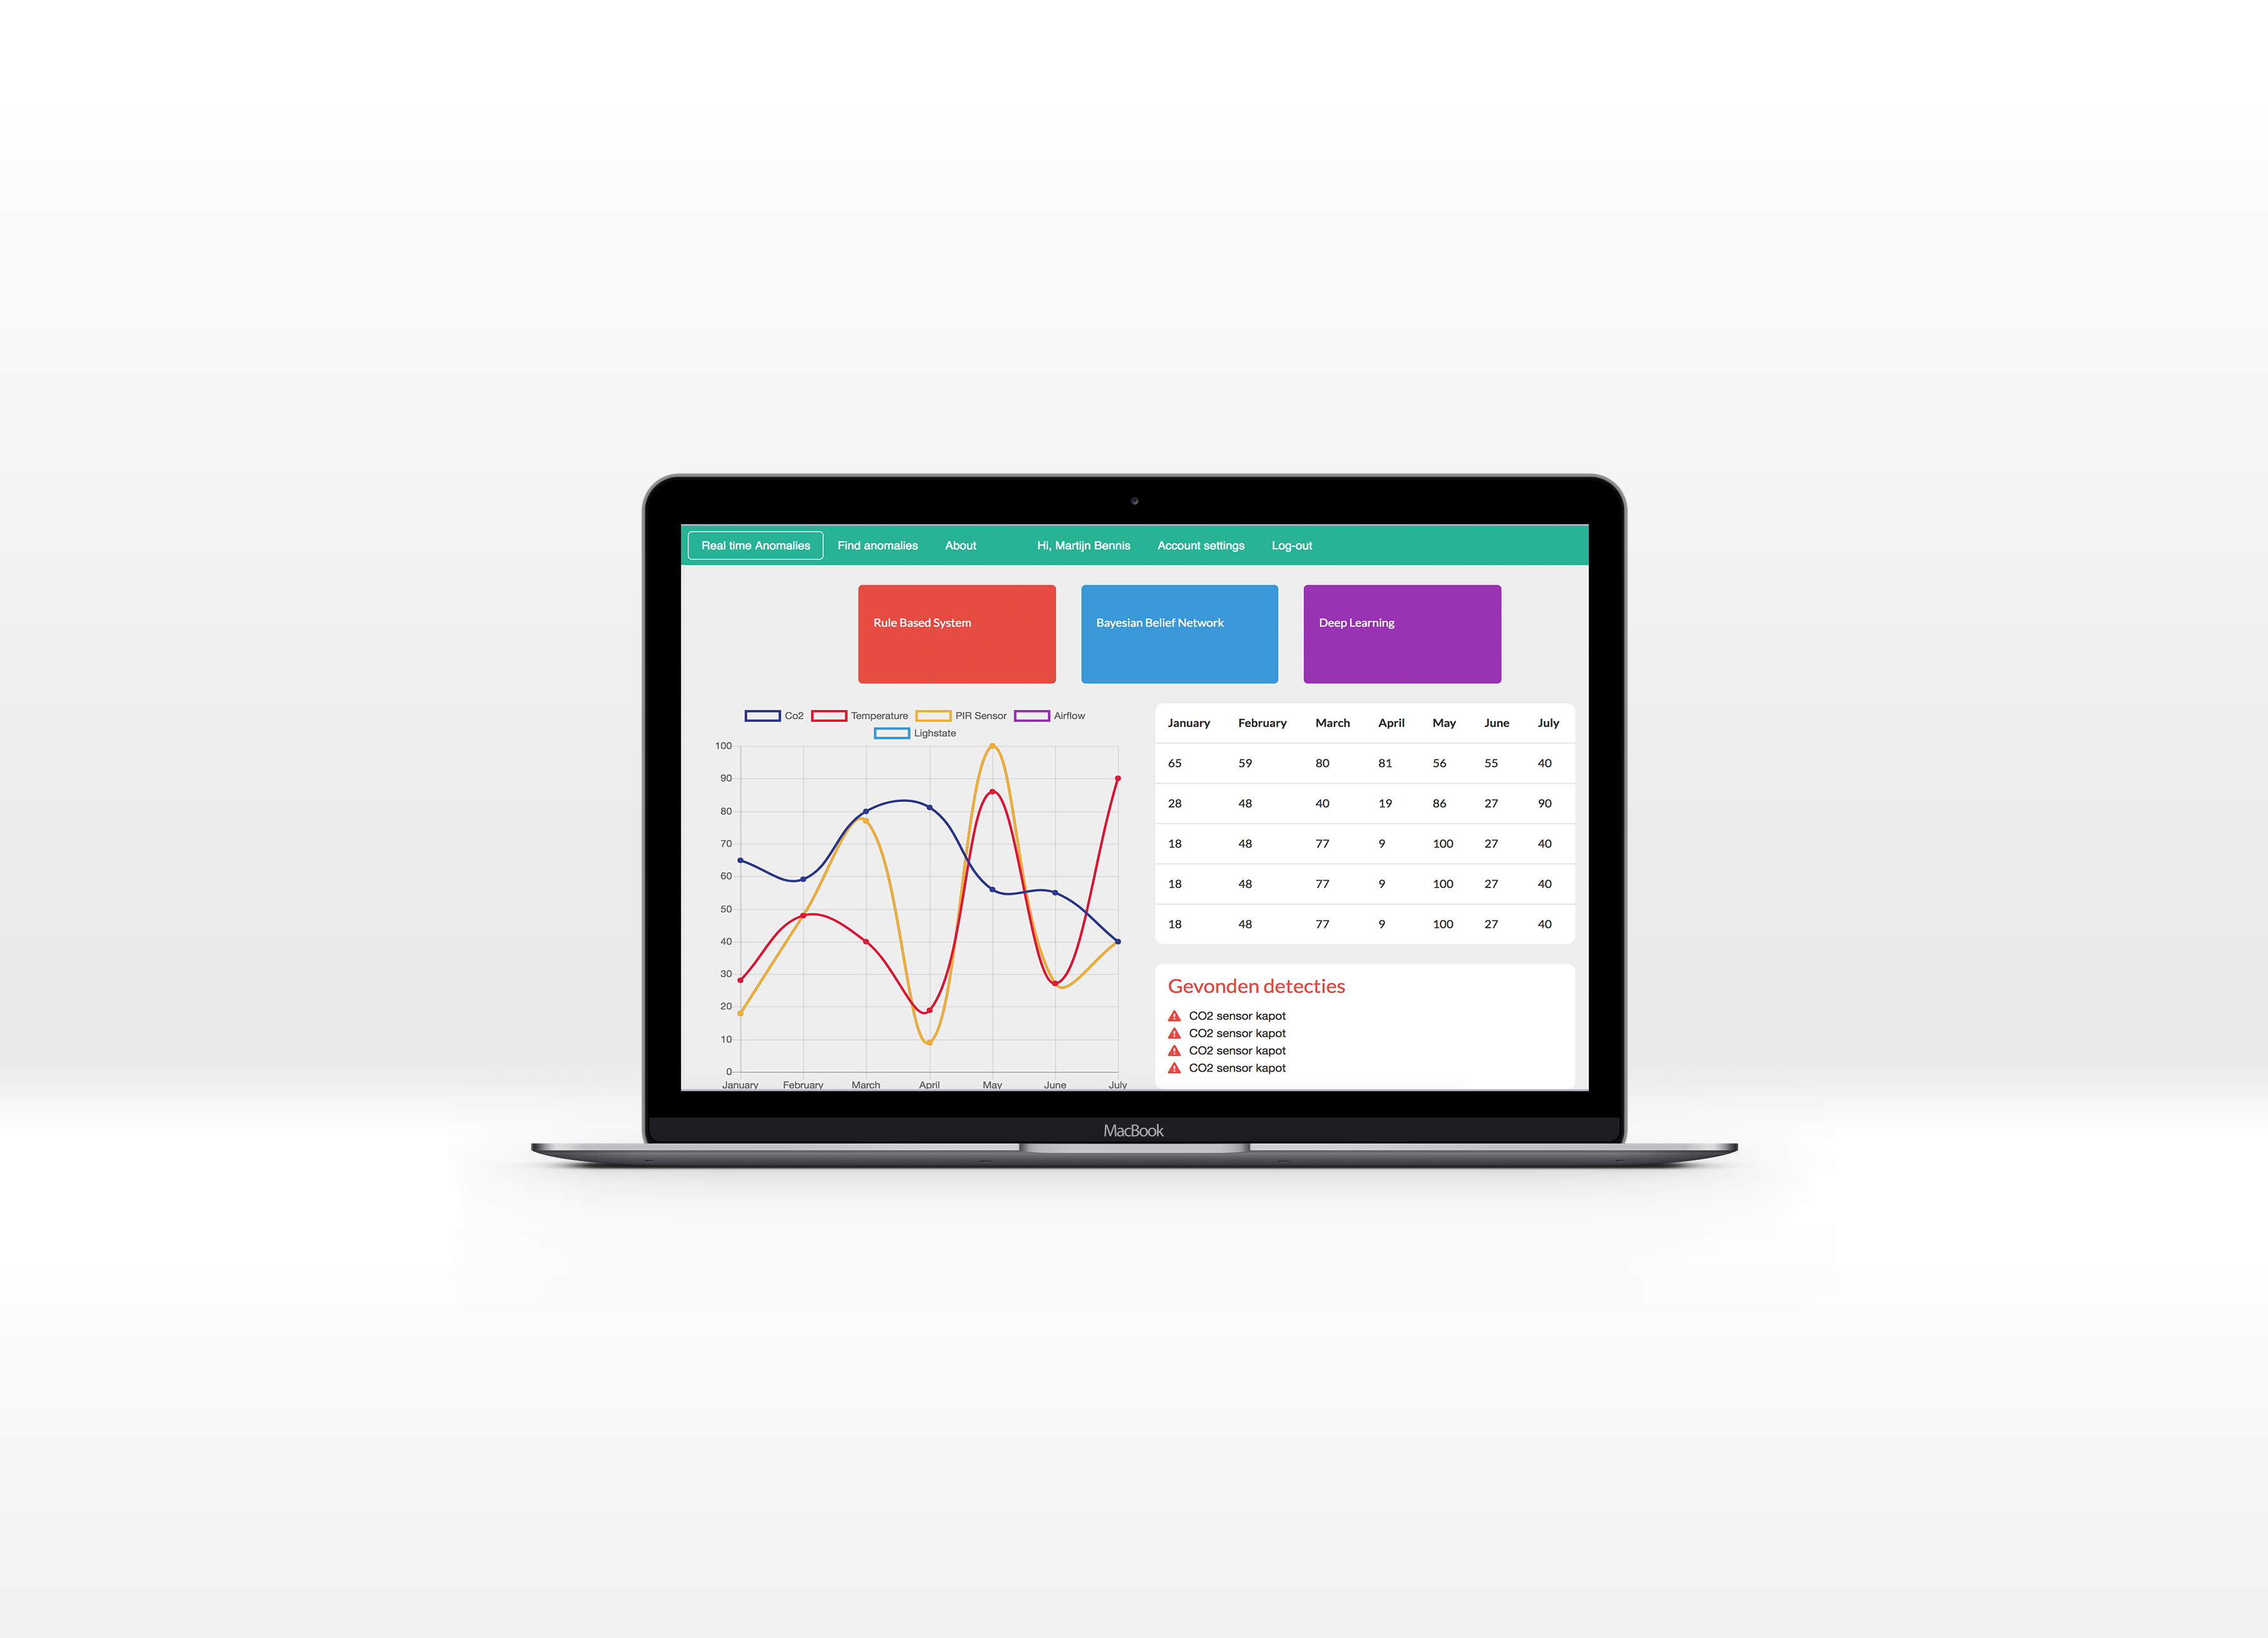 Real time Anomalies Find anomalies About Hi, Martijn Bennis Account settings Log-out
Rule Based System Bayesian Belief Network Deep Learning
Co2 Temperature PIR Sensor Airflow
Lighstate
100
90
80
70
60
50
40
30
20
10
0
January February March April May June July
January February March April May June July
65 59 80 81 56 55 40
28 48 40 19 86 27 90
18 48 77 9 100 27 40
18 48 77 9 100 27 40
18 48 77 9 100 27 40
Gevonden detecties
CO2 sensor kapot
CO2 sensor kapot
CO2 sensor kapot
CO2 sensor kapot
MacBook